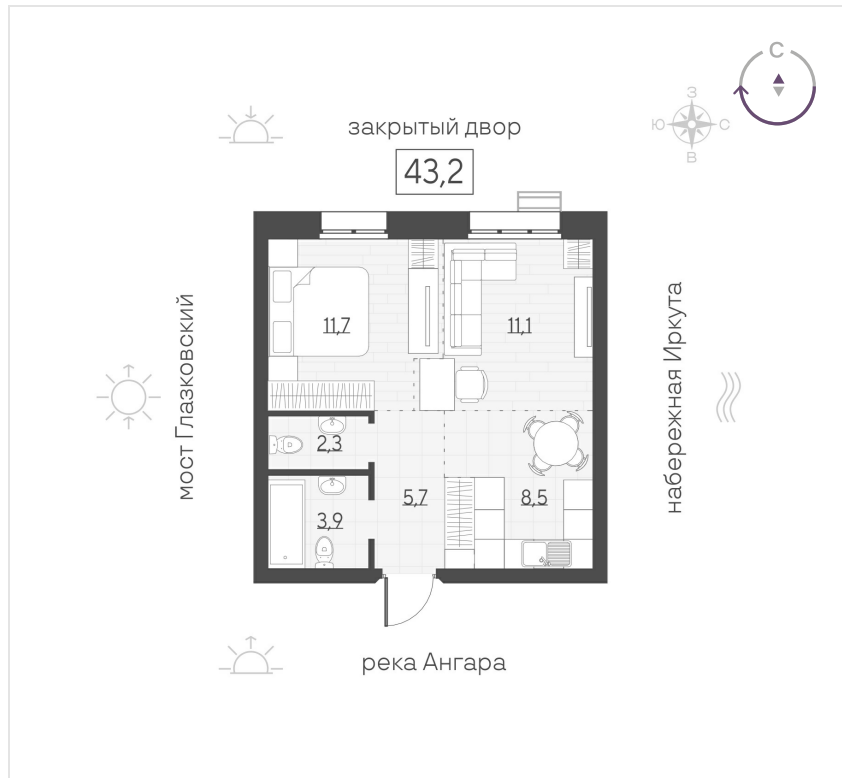 С
З
Ю
С
В
закрытый двор
43,2
мост Глазковский
набережная Иркута
11,7
11,1
2,3
3,9
5,7
8,5
река Ангара